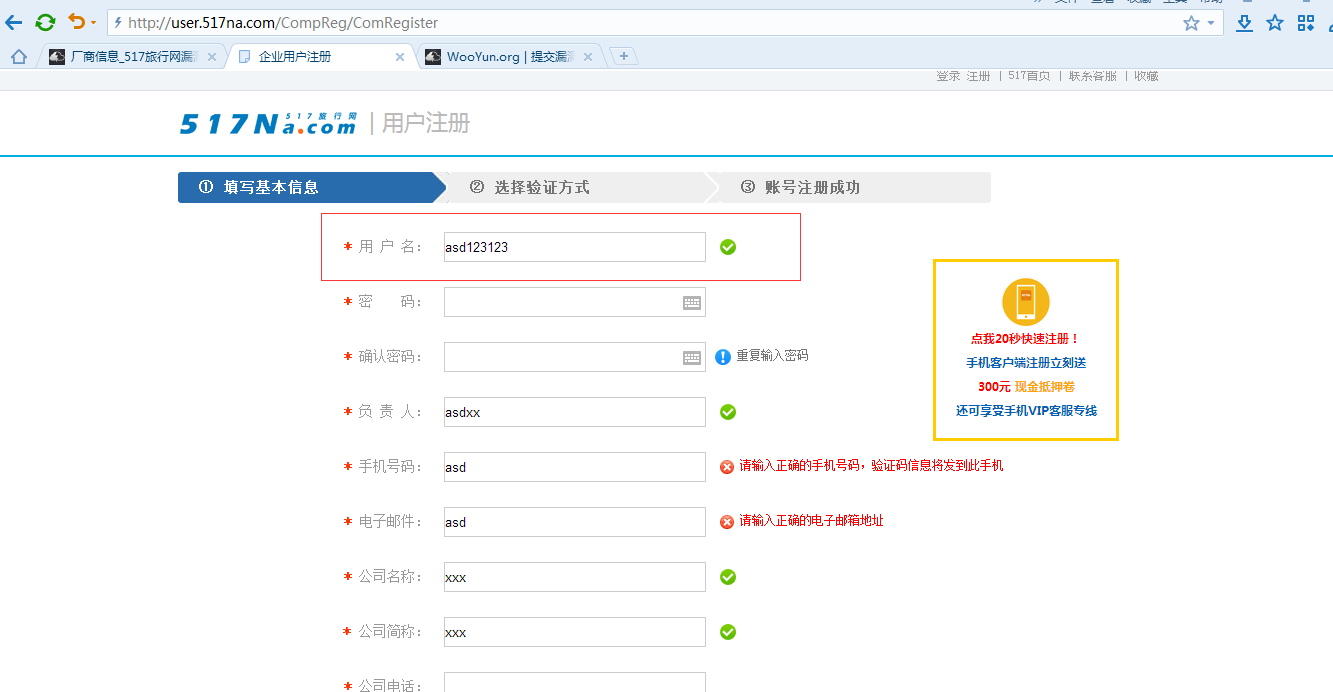 http://user.517na.com/CompReg/ComRegister
厂商信息_517旅行网漏
企业用户注册
WooYun.org | 提交漏洞
登录 注册 | 517首页 | 联系客服 | 收藏
517Na.com 517旅行网 | 用户注册
① 填写基本信息
② 选择验证方式
③ 账号注册成功
* 用 户 名： asd123123
* 密 码：
* 确认密码： 重复输入密码
* 负 责 人： asdxx
* 手机号码： asd 请输入正确的手机号码，验证码信息将发到此手机
* 电子邮件： asd 请输入正确的电子邮箱地址
* 公司名称： xxx
* 公司简称： xxx
* 公司电话：
点我20秒快速注册！
手机客户端注册立刻送
300元 现金抵押卷
还可享受手机VIP客服专线